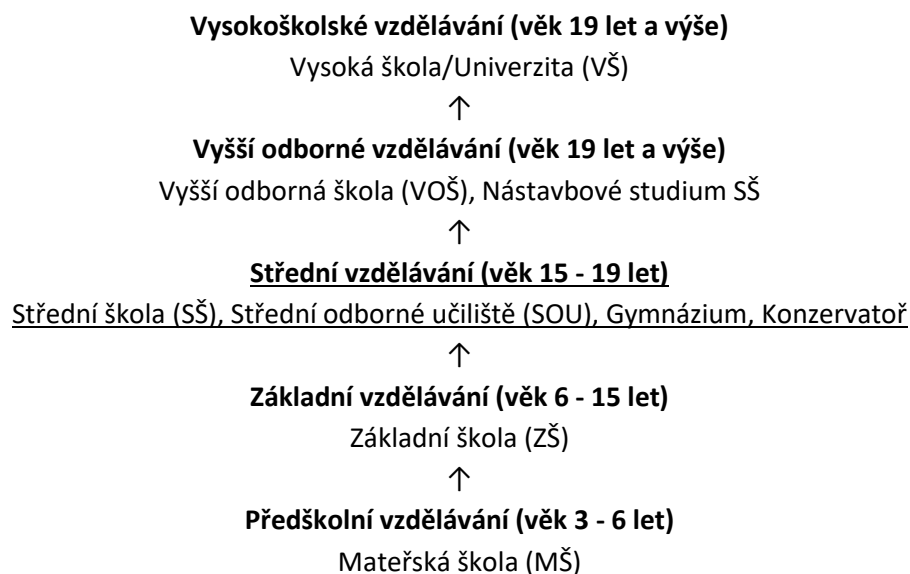 Vysokoškolské vzdělávání (věk 19 let a výše)
Vysoká škola/Univerzita (VŠ)
↑
Vyšší odborné vzdělávání (věk 19 let a výše)
Vyšší odborná škola (VOŠ), Nástavbové studium SŠ
↑
Střední vzdělávání (věk 15 - 19 let)
Střední škola (SŠ), Střední odborné učiliště (SOU), Gymnázium, Konzervatoř
↑
Základní vzdělávání (věk 6 - 15 let)
Základní škola (ZŠ)
↑
Předškolní vzdělávání (věk 3 - 6 let)
Mateřská škola (MŠ)